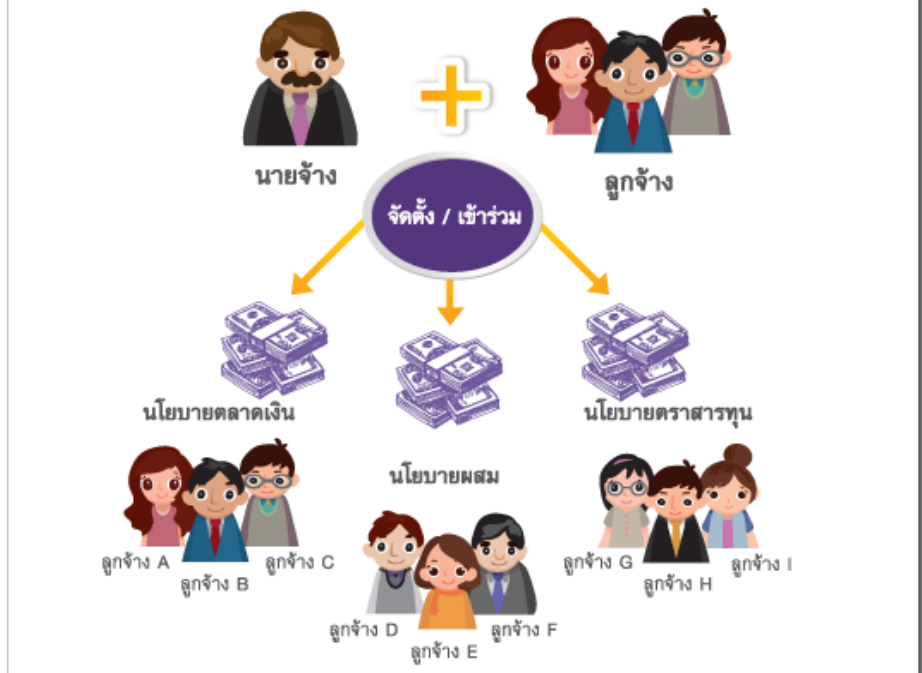 นายจ้าง
ลูกจ้าง
จัดตั้ง / เข้าร่วม
นโยบายตลาดเงิน
นโยบายตราสารทุน
นโยบายผสม
ลูกจ้าง A
ลูกจ้าง B
ลูกจ้าง C
ลูกจ้าง D
ลูกจ้าง E
ลูกจ้าง F
ลูกจ้าง G
ลูกจ้าง H
ลูกจ้าง I